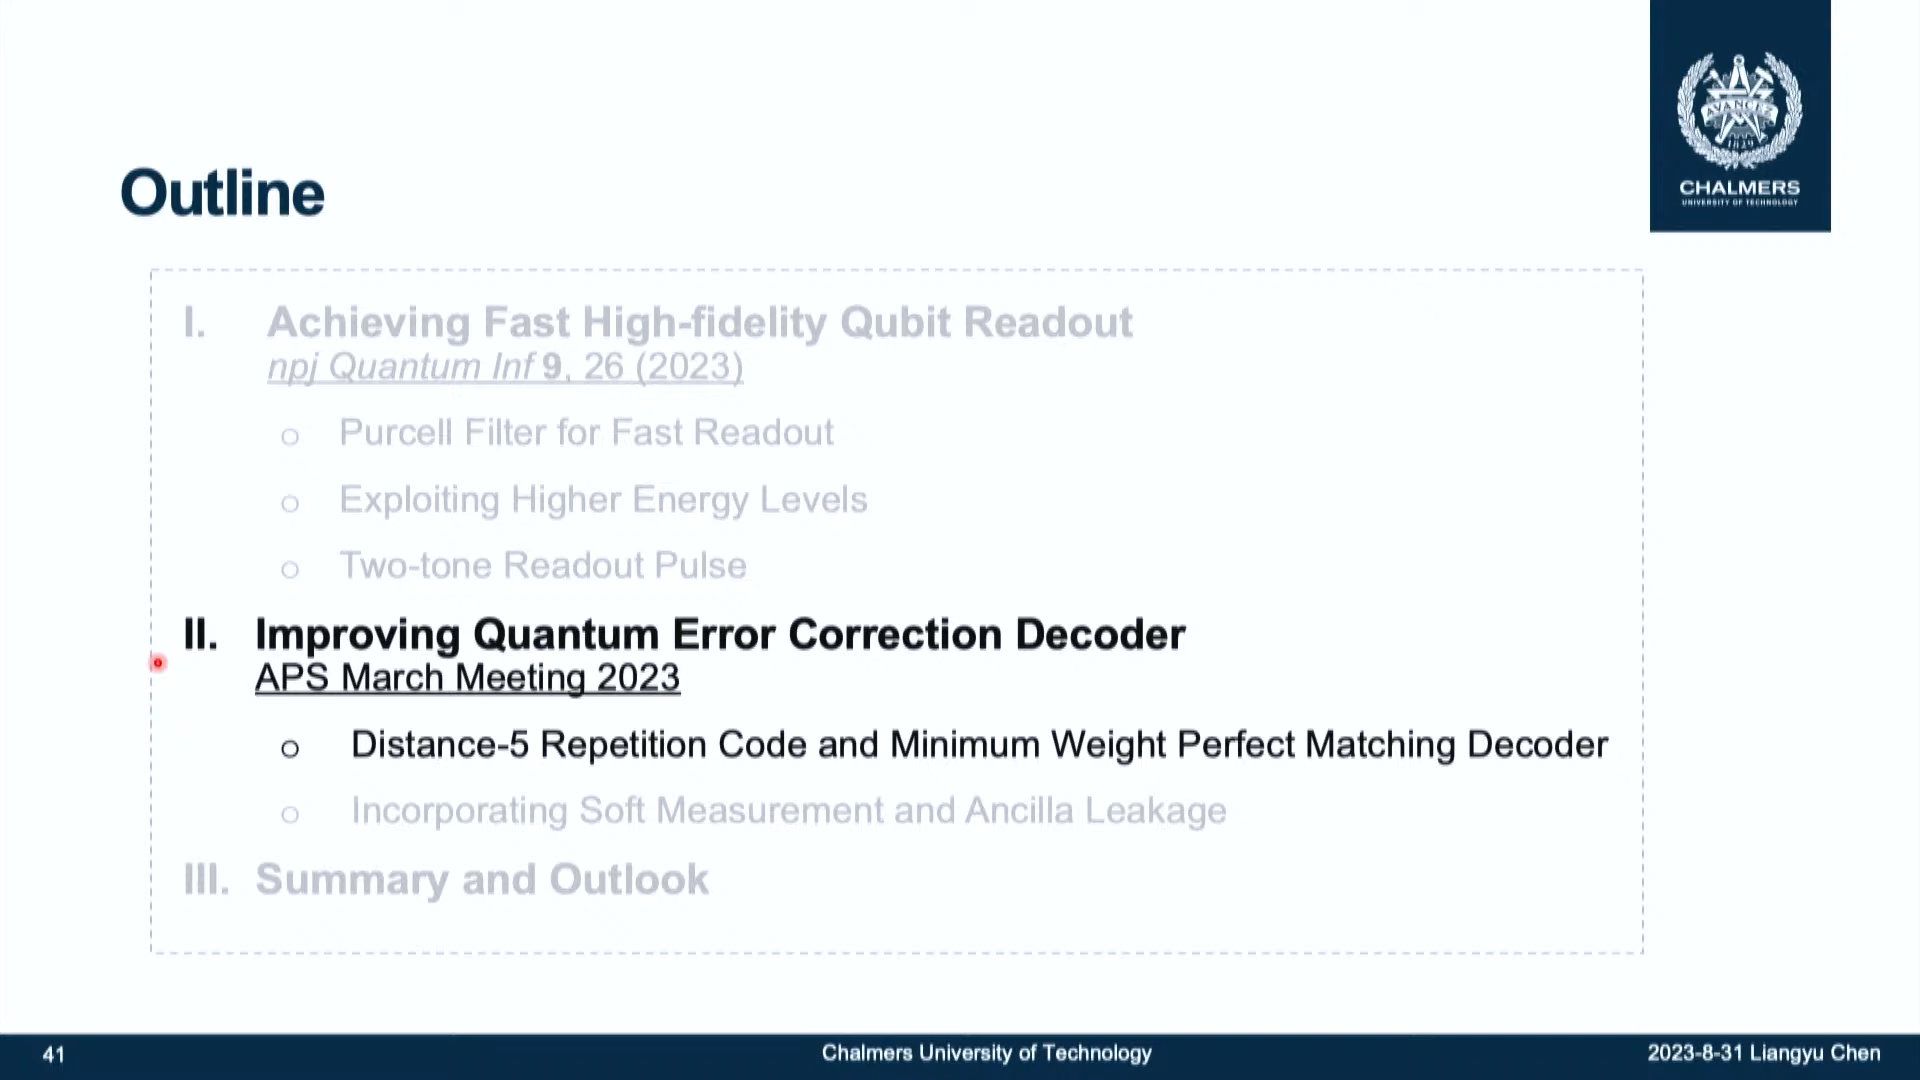 AVANCEZ
1829
CHALMERS
UNIVERSITY OF TECHNOLOGY
Outline
I. Achieving Fast High-fidelity Qubit Readout
npj Quantum Inf 9, 26 (2023)
o Purcell Filter for Fast Readout
o Exploiting Higher Energy Levels
o Two-tone Readout Pulse
II. Improving Quantum Error Correction Decoder
APS March Meeting 2023
o Distance-5 Repetition Code and Minimum Weight Perfect Matching Decoder
o Incorporating Soft Measurement and Ancilla Leakage
III. Summary and Outlook
41
Chalmers University of Technology
2023-8-31 Liangyu Chen